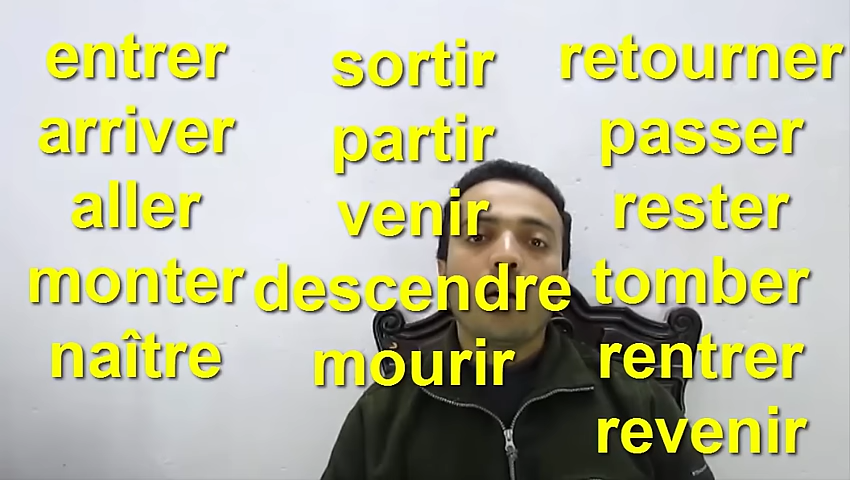 entrer
arriver
aller
monter
naître
sortir
partir
venir
descendre
mourir
retourner
passer
rester
tomber
rentrer
revenir